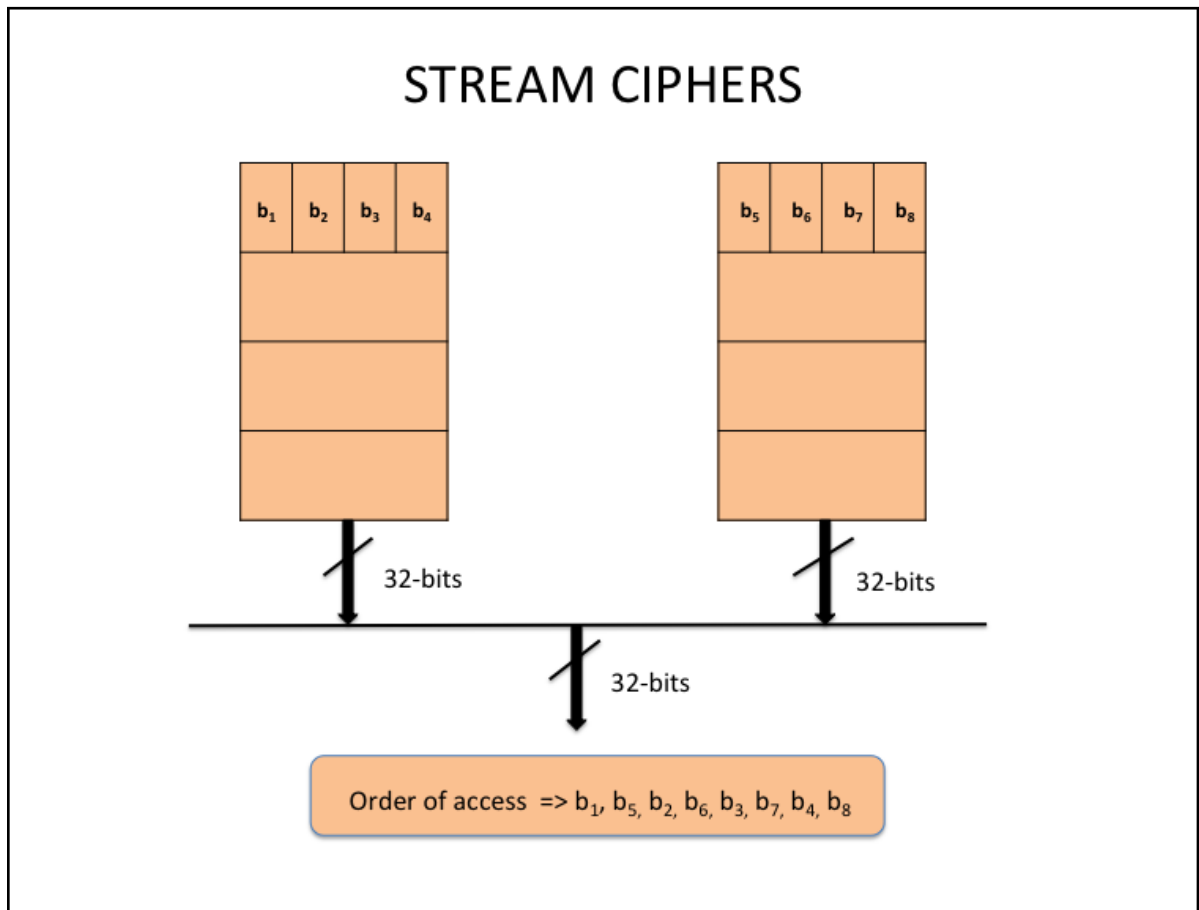 STREAM CIPHERS
b₁ b₂ b₃ b₄ b₅ b₆ b₇ b₈
32-bits 32-bits
32-bits
Order of access => b₁, b₅, b₂, b₆, b₃, b₇, b₄, b₈